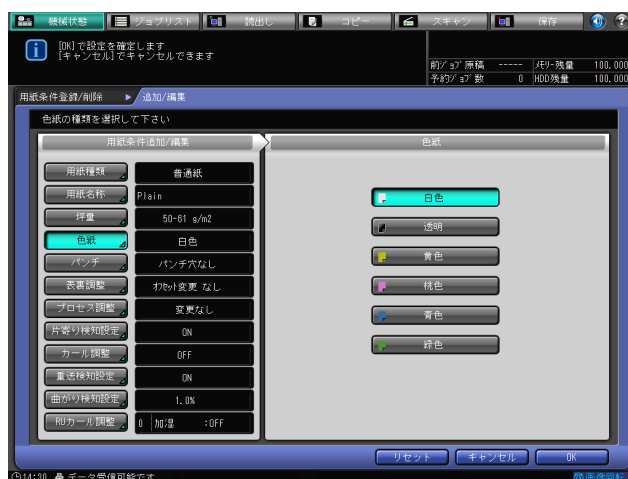 機械状態 ジョブリスト 読出し コピー スキャン 保存
[OK]で設定を確定します
[キャンセル]でキャンセルできます
前ジョブ原稿 ----- メモリー残量 100.000
予約ジョブ数 0 HDD残量 100.000
用紙条件登録/削除 追加/編集
色紙の種類を選択して下さい
用紙条件追加/編集 色紙
用紙種類 普通紙
用紙名称 Plain
坪量 50-61 g/m2
色紙 白色
パンチ パンチ穴なし
表裏調整 オフセット変更 なし
プロセス調整 変更なし
片寄り検知設定 ON
カール調整 OFF
重送検知設定 ON
曲がり検知設定 1.0%
RUカール調整 0 加湿 :OFF
白色
透明
黄色
桃色
青色
緑色
リセット キャンセル OK
14:30 データ受信可能です 画像回転